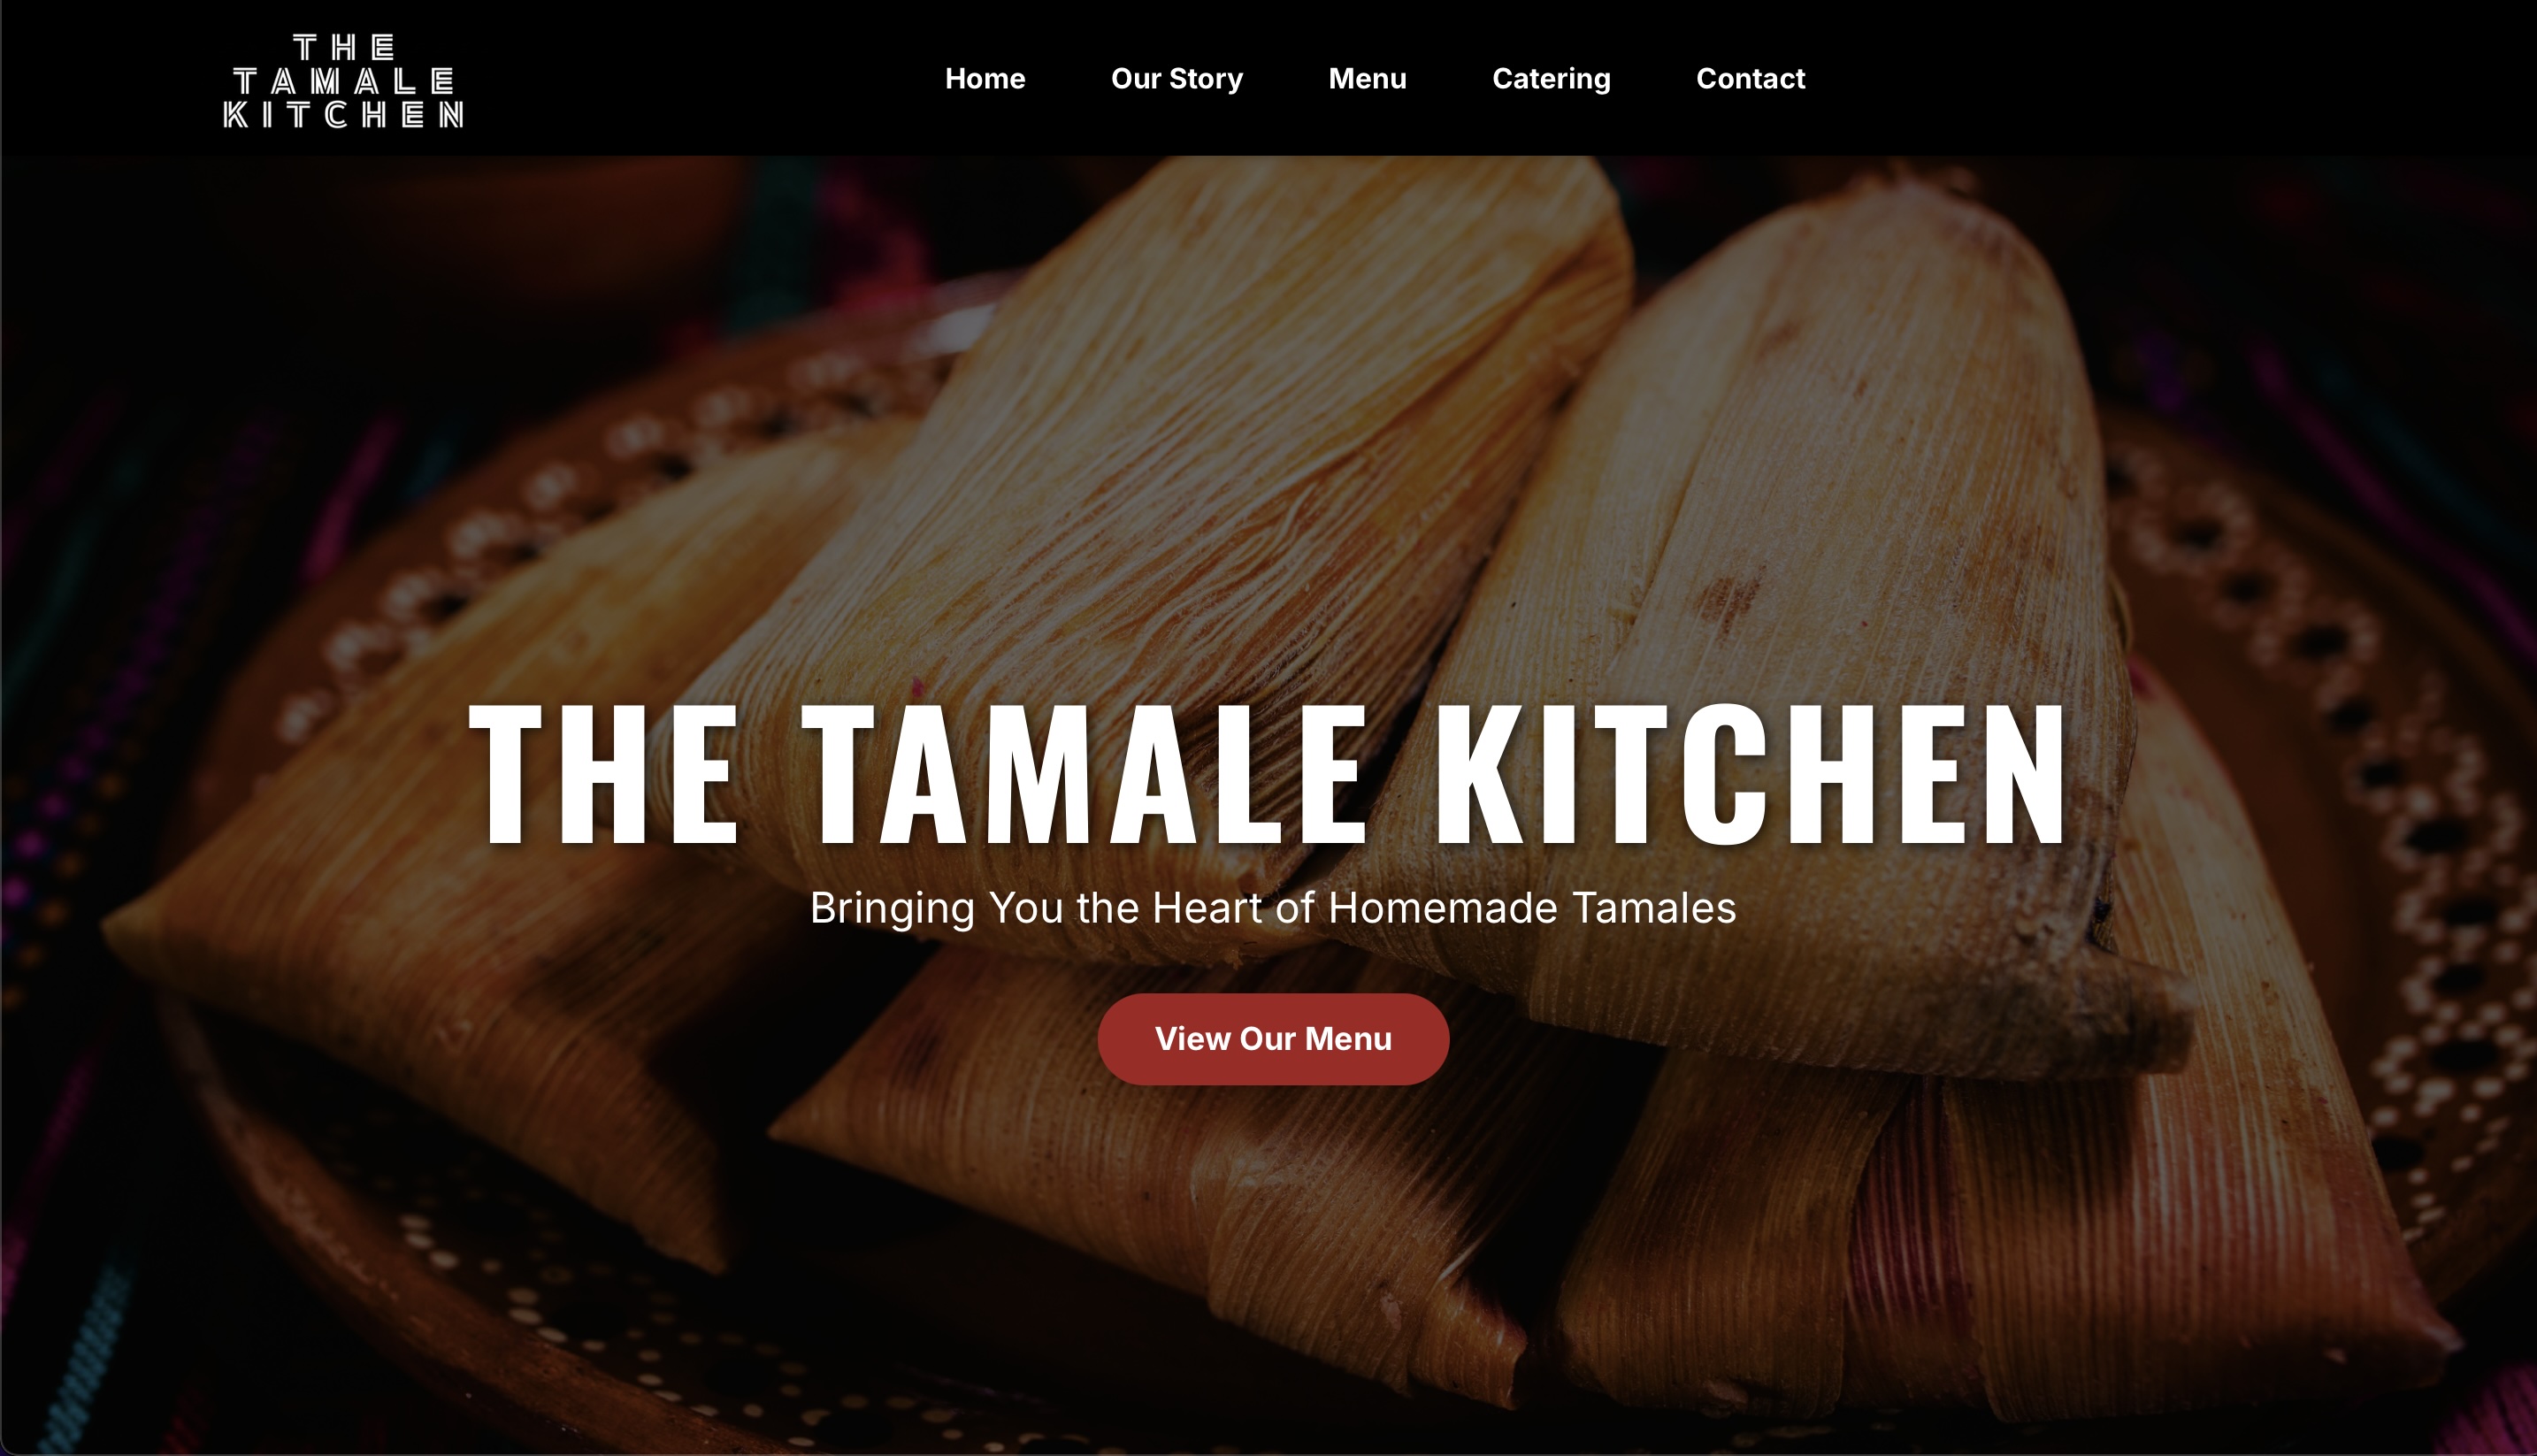 THE
TAMALE
KITCHEN
Home Our Story Menu Catering Contact
THE TAMALE KITCHEN
Bringing You the Heart of Homemade Tamales
View Our Menu